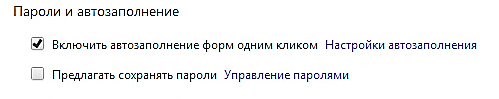 Пароли и автозаполнение
Включить автозаполнение форм одним кликом Настройки автозаполнения
Предлагать сохранять пароли Управление паролями